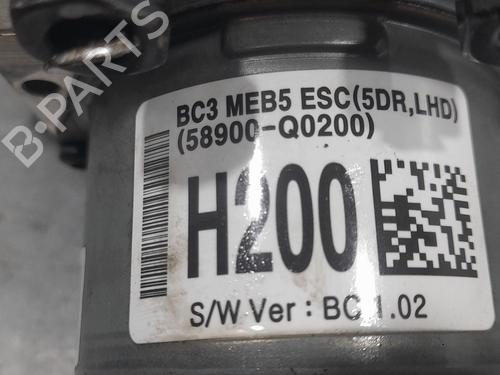 B-PARTS
BC3 MEB5 ESC(5DR,LHD)
(58900-Q0200)
H200
S/W Ver : BC 1.02